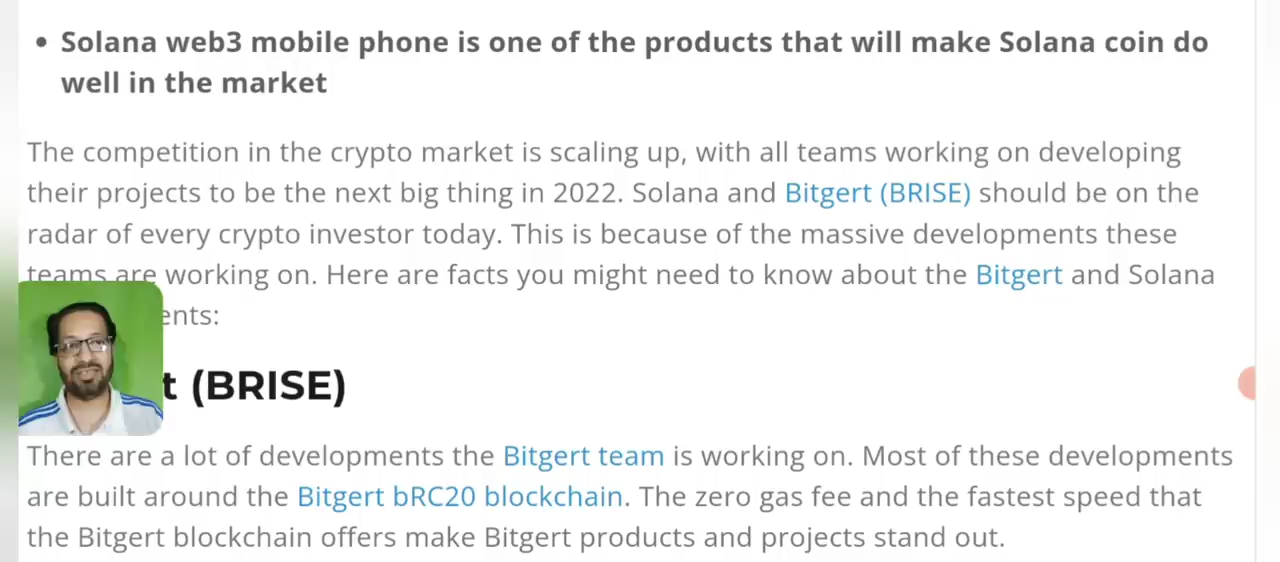 • Solana web3 mobile phone is one of the products that will make Solana coin do
well in the market
The competition in the crypto market is scaling up, with all teams working on developing
their projects to be the next big thing in 2022. Solana and Bitgert (BRISE) should be on the
radar of every crypto investor today. This is because of the massive developments these
teams are working on. Here are facts you might need to know about the Bitgert and Solana
ents:
t (BRISE)
There are a lot of developments the Bitgert team is working on. Most of these developments
are built around the Bitgert bRC20 blockchain. The zero gas fee and the fastest speed that
the Bitgert blockchain offers make Bitgert products and projects stand out.